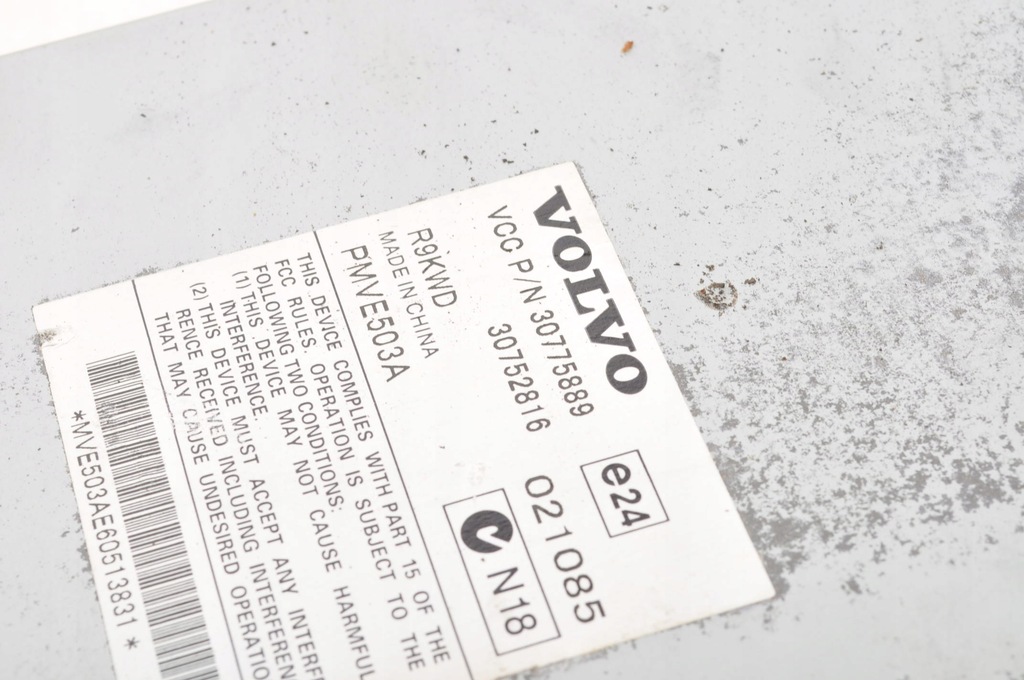 VOLVO
VCC P/N 30775889
30752816
e24
021085
N18
R9KWD
MADE IN CHINA
PMVE503A
THIS DEVICE COMPLIES WITH PART 15 OF THE
FCC RULES. OPERATION IS SUBJECT TO THE
FOLLOWING TWO CONDITIONS:
(1) THIS DEVICE MAY NOT CAUSE HARMFUL
INTERFERENCE.
(2) THIS DEVICE MUST ACCEPT ANY INTERF
RENCE RECEIVED INCLUDING INTERFEREN
THAT MAY CAUSE UNDESIRED OPERATIO
*MVE503AE60513831*